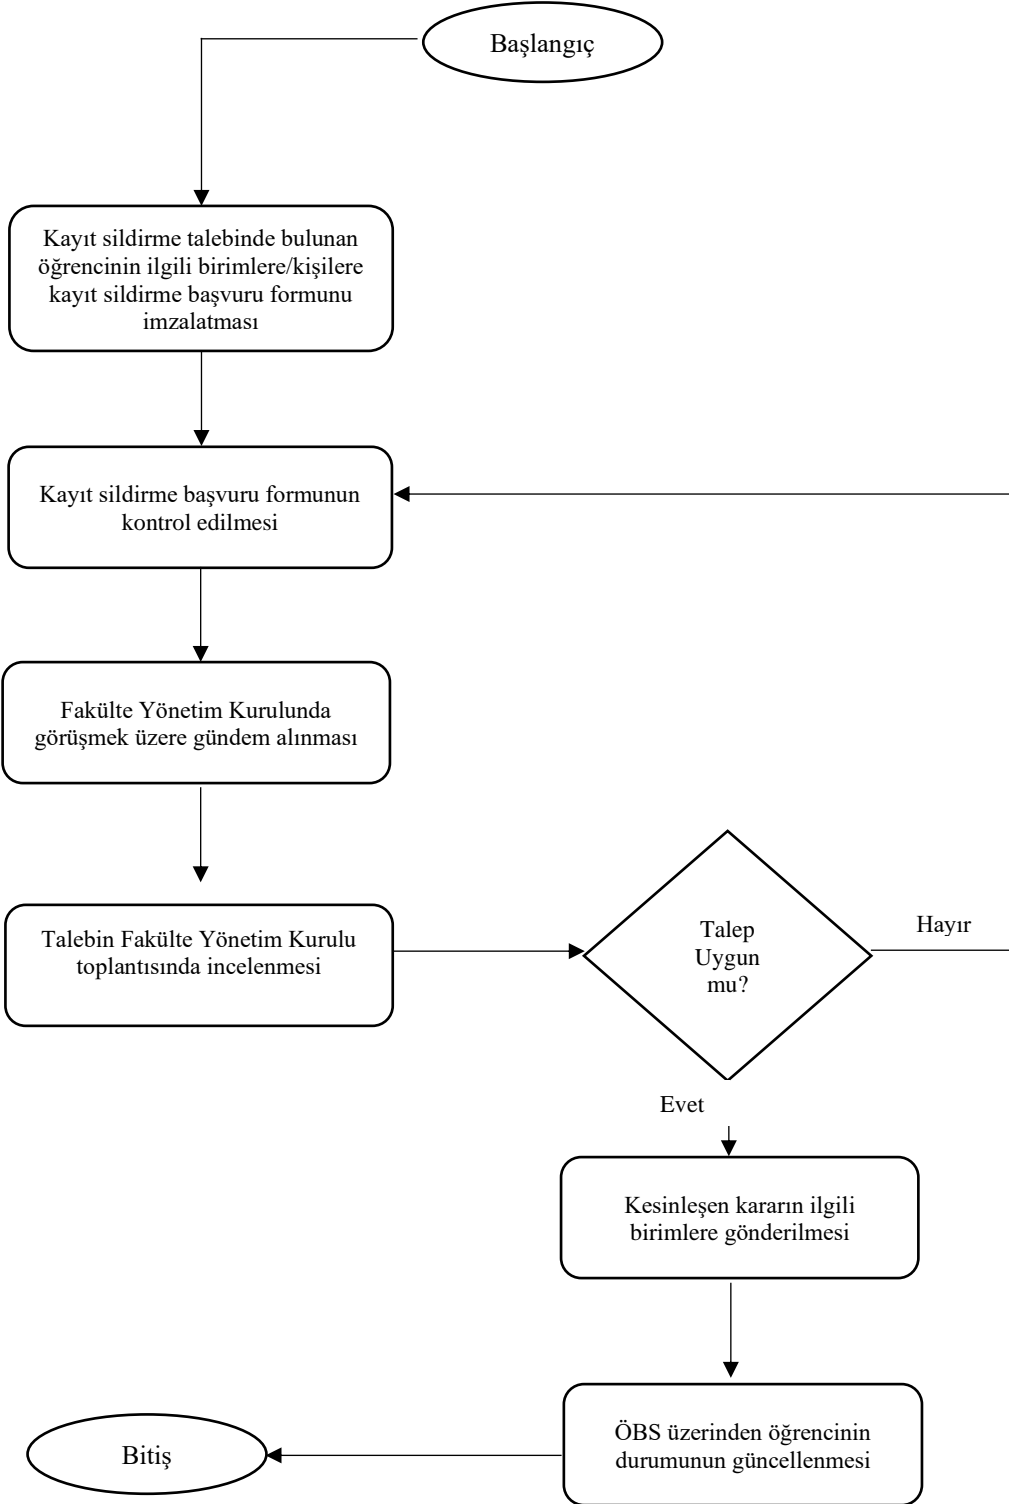 Başlangıç
Kayıt sildirme talebinde bulunan
öğrencinin ilgili birimlere/kişilere
kayıt sildirme başvuru formunu
imzalatması
Kayıt sildirme başvuru formunun
kontrol edilmesi
Fakülte Yönetim Kurulunda
görüşmek üzere gündem alınması
Talebin Fakülte Yönetim Kurulu
toplantısında incelenmesi
Talep
Uygun
mu?
Hayır
Evet
Kesinleşen kararın ilgili
birimlere gönderilmesi
ÖBS üzerinden öğrencinin
durumunun güncellenmesi
Bitiş